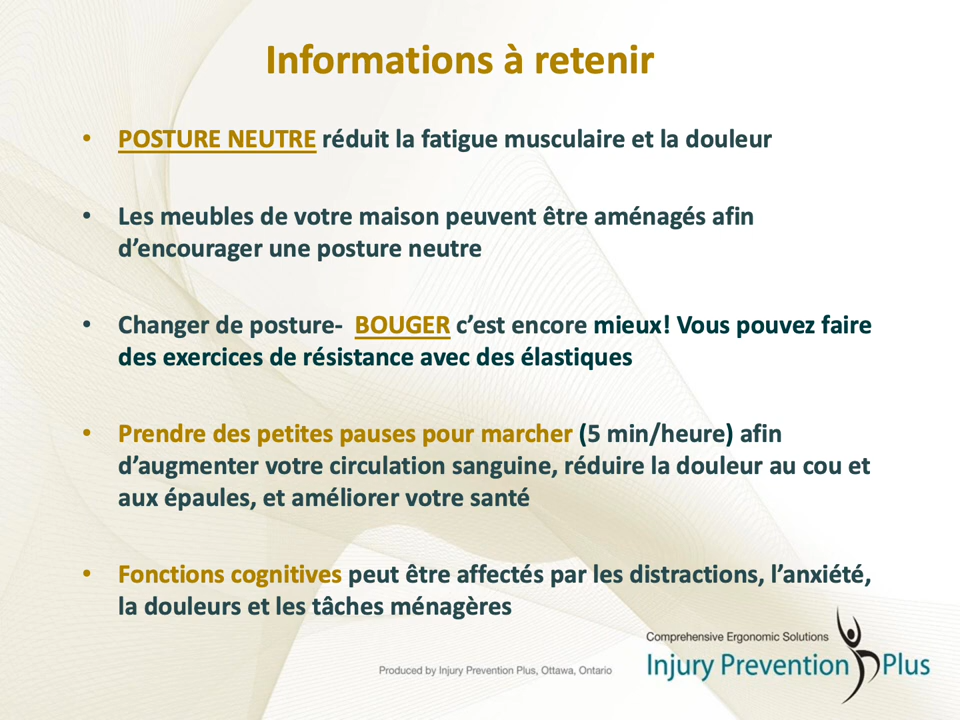 Informations à retenir
• POSTURE NEUTRE réduit la fatigue musculaire et la douleur
• Les meubles de votre maison peuvent être aménagés afin
d’encourager une posture neutre
• Changer de posture- BOUGER c’est encore mieux! Vous pouvez faire
des exercices de résistance avec des élastiques
• Prendre des petites pauses pour marcher (5 min/heure) afin
d’augmenter votre circulation sanguine, réduire la douleur au cou et
aux épaules, et améliorer votre santé
• Fonctions cognitives peut être affectés par les distractions, l’anxiété,
la douleurs et les tâches ménagères
Comprehensive Ergonomic Solutions
Injury Prevention Plus
Produced by Injury Prevention Plus, Ottawa, Ontario